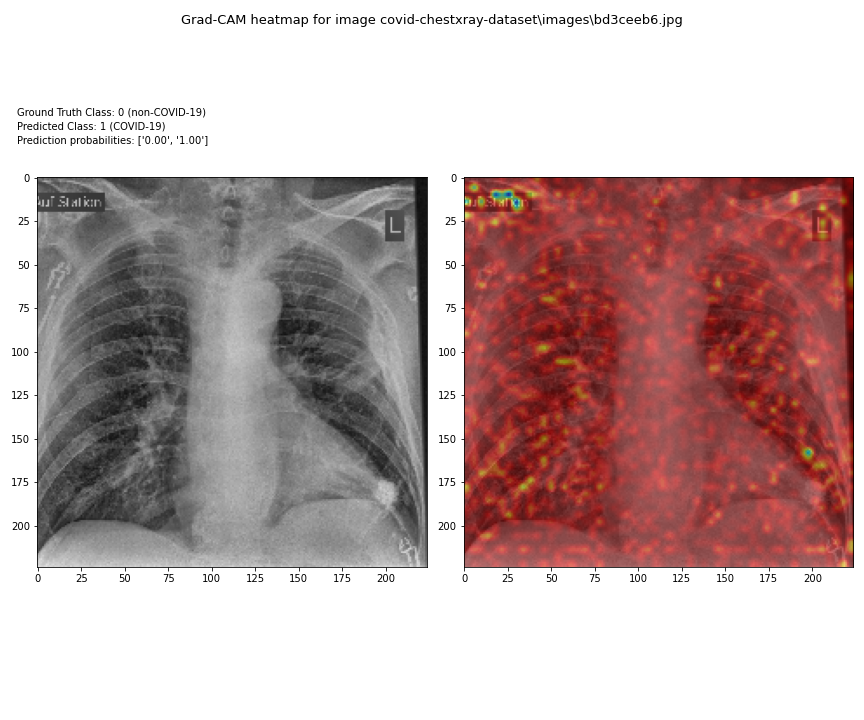 Grad-CAM heatmap for image covid-chestxray-dataset\images\bd3ceeb6.jpg
Ground Truth Class: 0 (non-COVID-19)
Predicted Class: 1 (COVID-19)
Prediction probabilities: ['0.00', '1.00']
0
25
50
75
100
125
150
175
200
0 25 50 75 100 125 150 175 200
Auf Station
L
0
25
50
75
100
125
150
175
200
0 25 50 75 100 125 150 175 200
Station
L